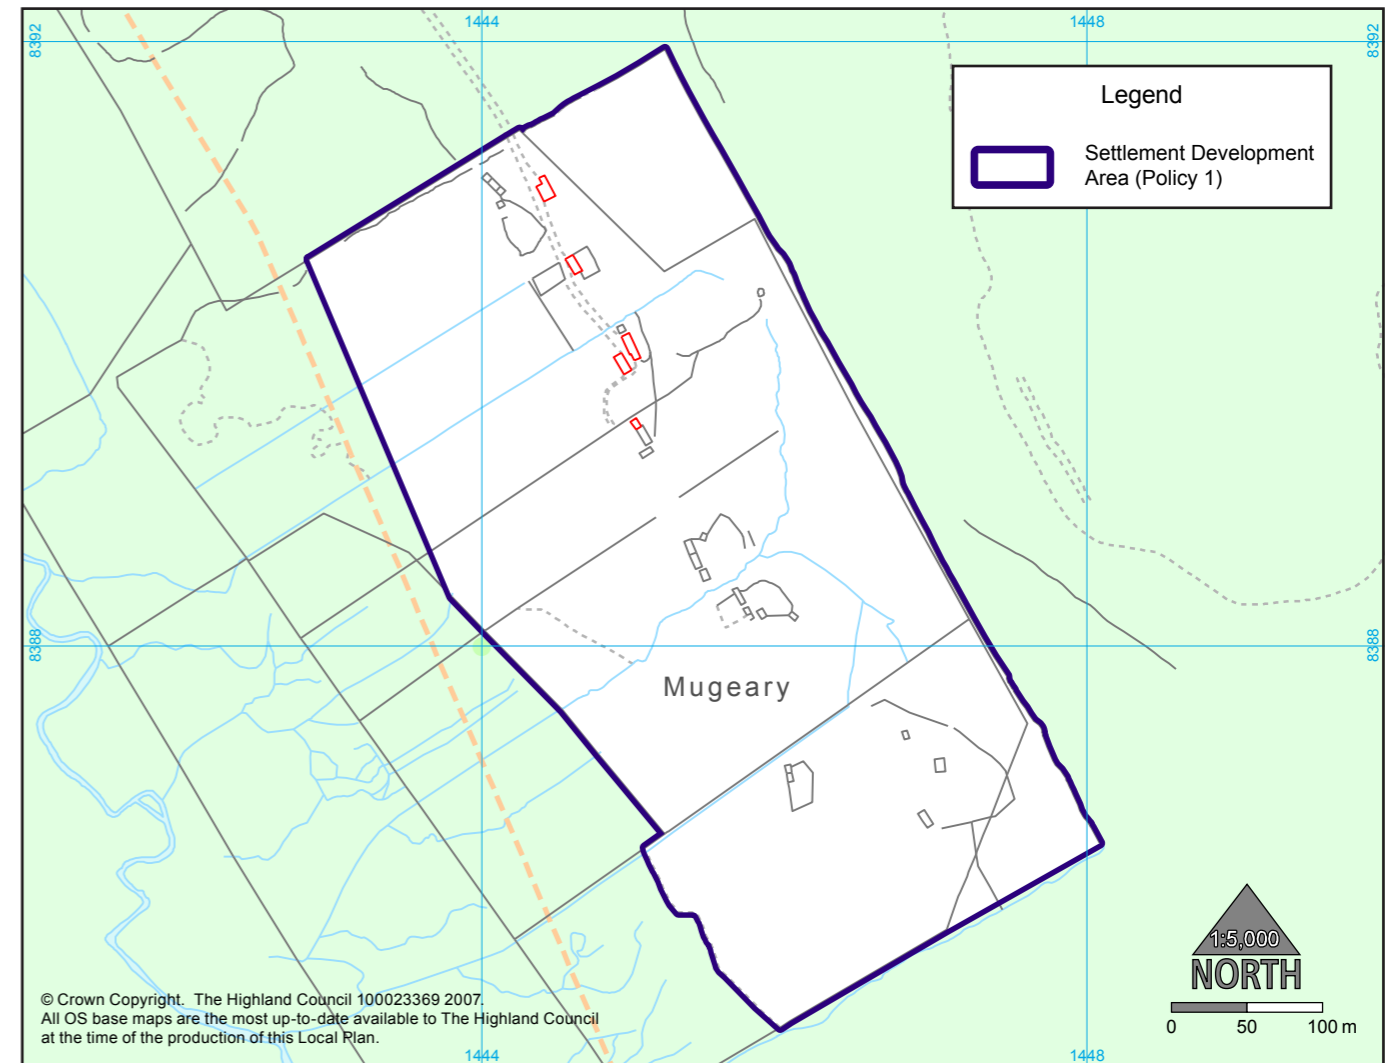 1444
1448
8392
8392
Legend
Settlement Development
Area (Policy 1)
8388
8388
Mugeary
1:5,000
NORTH
0 50 100 m
© Crown Copyright. The Highland Council 100023369 2007.
All OS base maps are the most up-to-date available to The Highland Council
at the time of the production of this Local Plan.
1444
1448